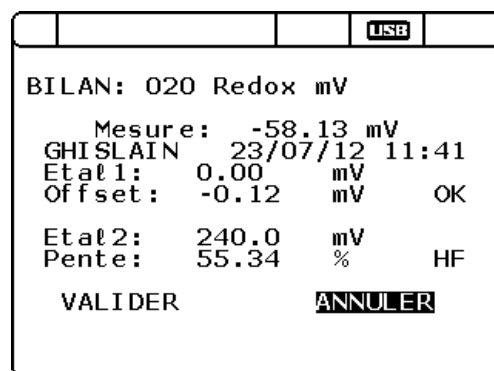 USB
BILAN: 020 Redox mV
Mesure: -58.13 mV
GHISLAIN 23/07/12 11:41
Etal1: 0.00 mV
Offset: -0.12 mV OK
Etal2: 240.0 mV
Pente: 55.34 % HF
VALIDER ANNULER